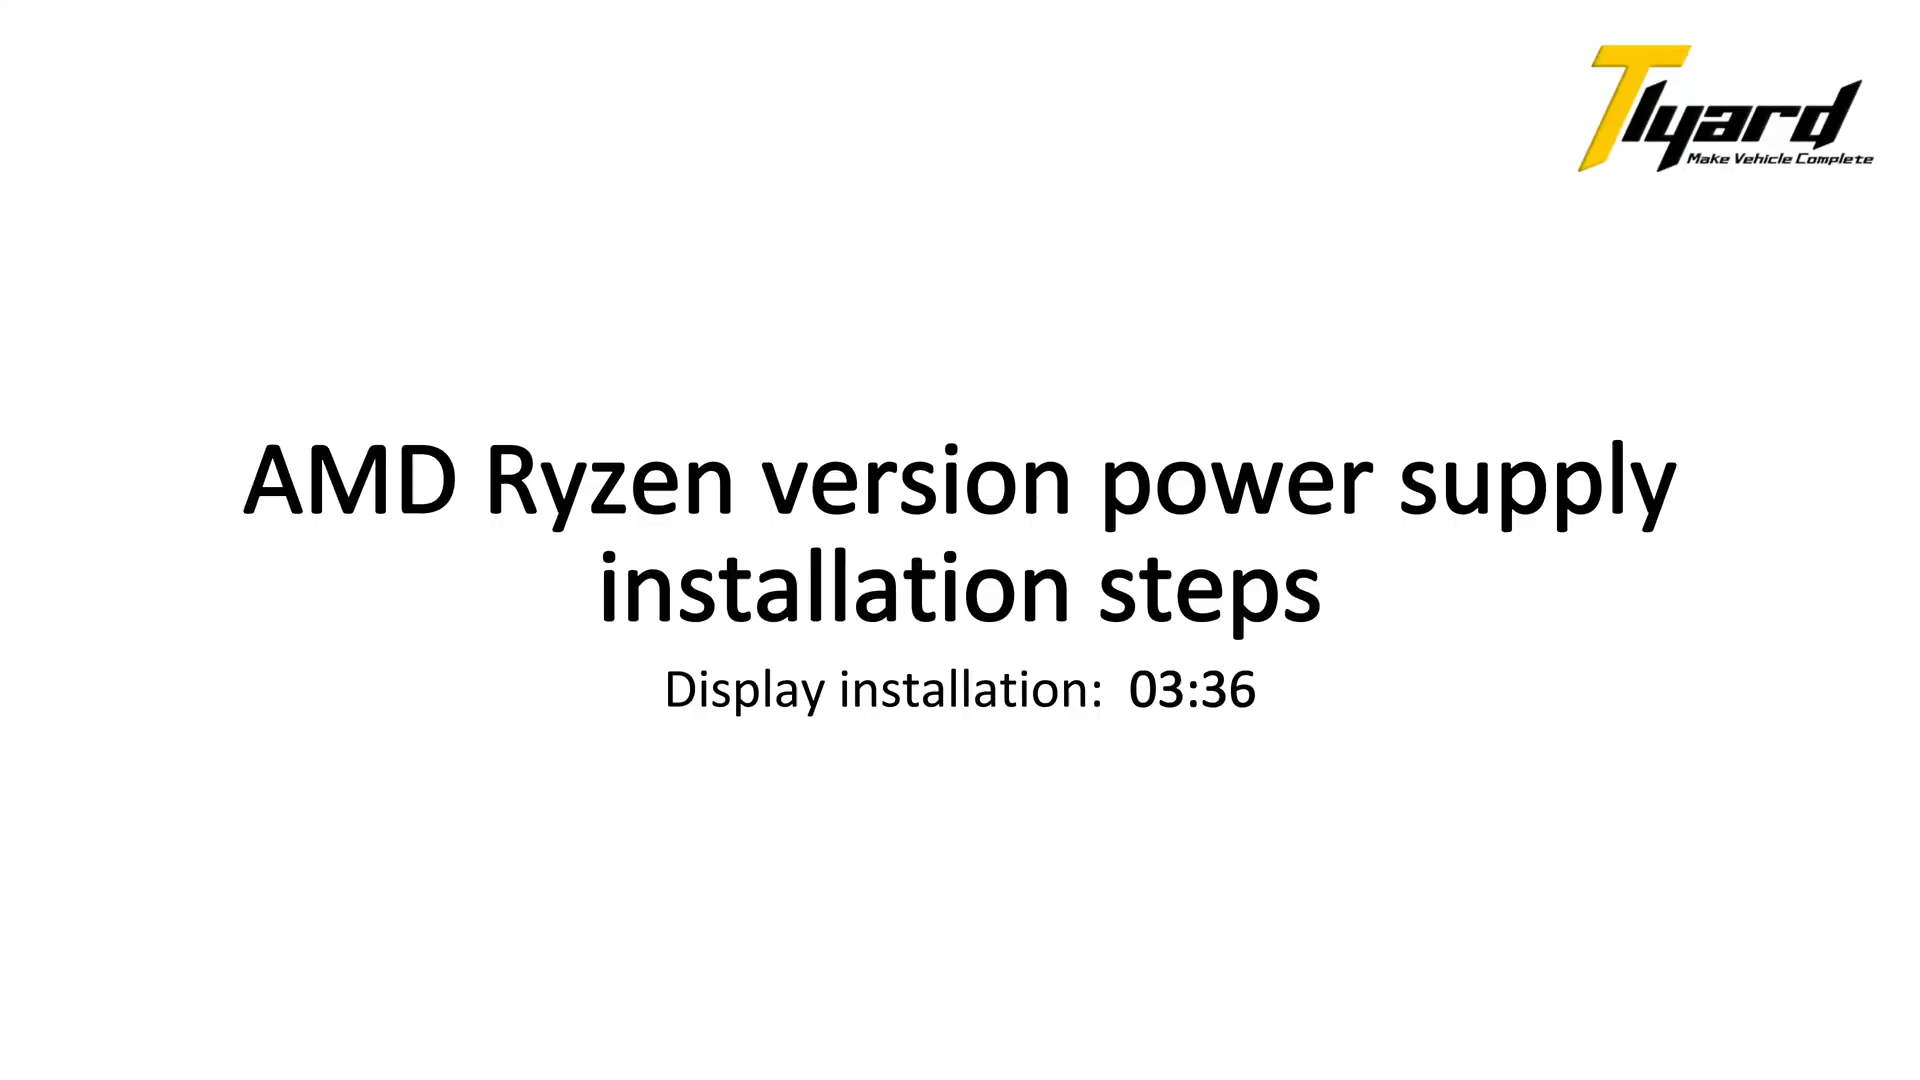 Tlyard
Make Vehicle Complete
AMD Ryzen version power supply
installation steps
Display installation: 03:36